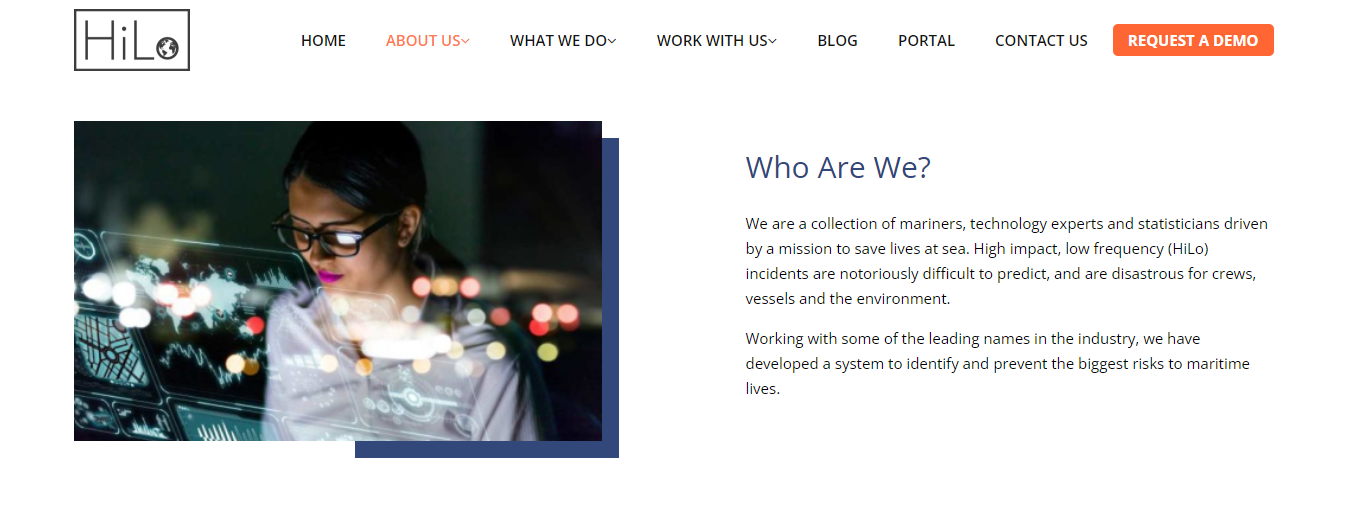 HiLo
HOME
ABOUT US
WHAT WE DO
WORK WITH US
BLOG
PORTAL
CONTACT US
REQUEST A DEMO
Who Are We?
We are a collection of mariners, technology experts and statisticians driven
by a mission to save lives at sea. High impact, low frequency (HiLo)
incidents are notoriously difficult to predict, and are disastrous for crews,
vessels and the environment.
Working with some of the leading names in the industry, we have
developed a system to identify and prevent the biggest risks to maritime
lives.